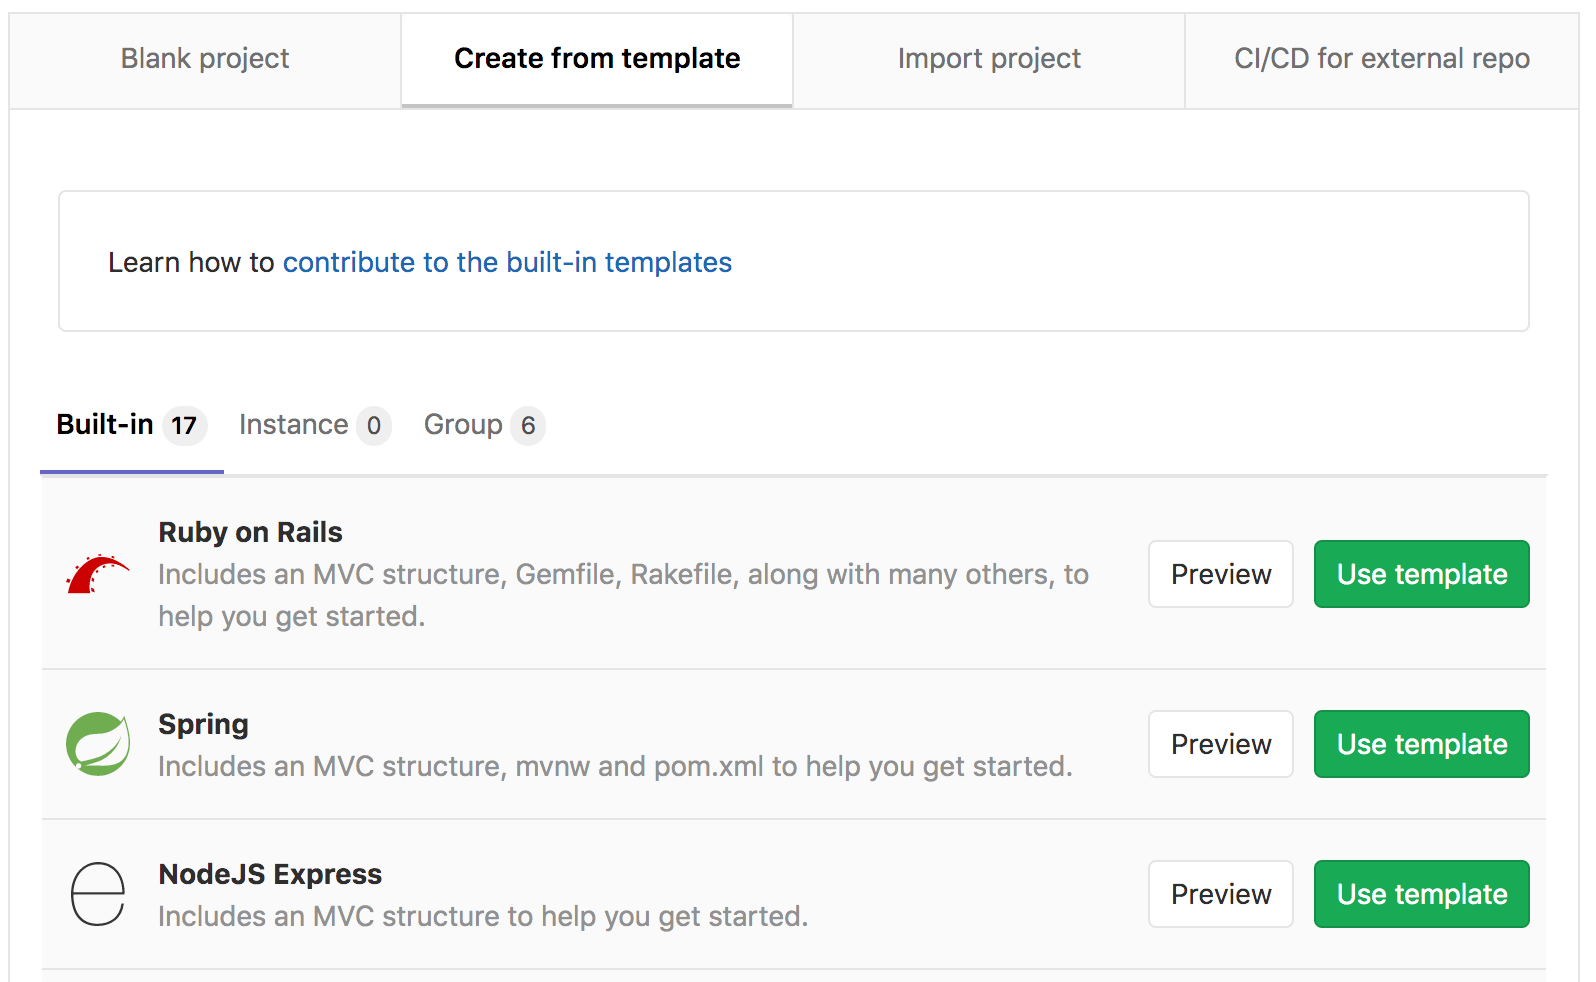 Blank project
Create from template
Import project
CI/CD for external repo
Learn how to contribute to the built-in templates
Built-in 17 Instance 0 Group 6
Ruby on Rails
Includes an MVC structure, Gemfile, Rakefile, along with many others, to
help you get started.
Preview
Use template
Spring
Includes an MVC structure, mvnw and pom.xml to help you get started.
Preview
Use template
NodeJS Express
Includes an MVC structure to help you get started.
Preview
Use template